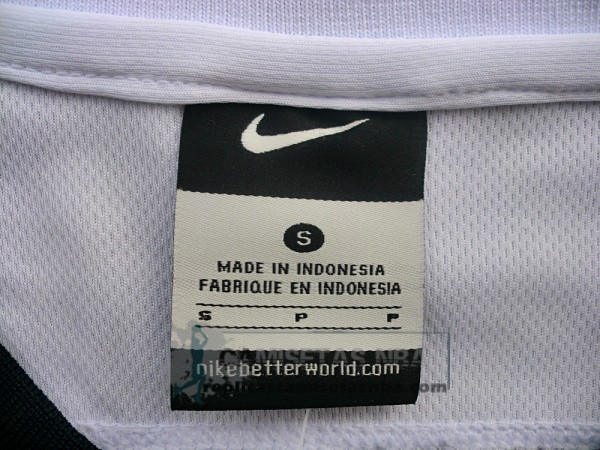 S
MADE IN INDONESIA
FABRIQUE EN INDONESIA
S P P
CAMISETAS NBA
nikebetterworld.com